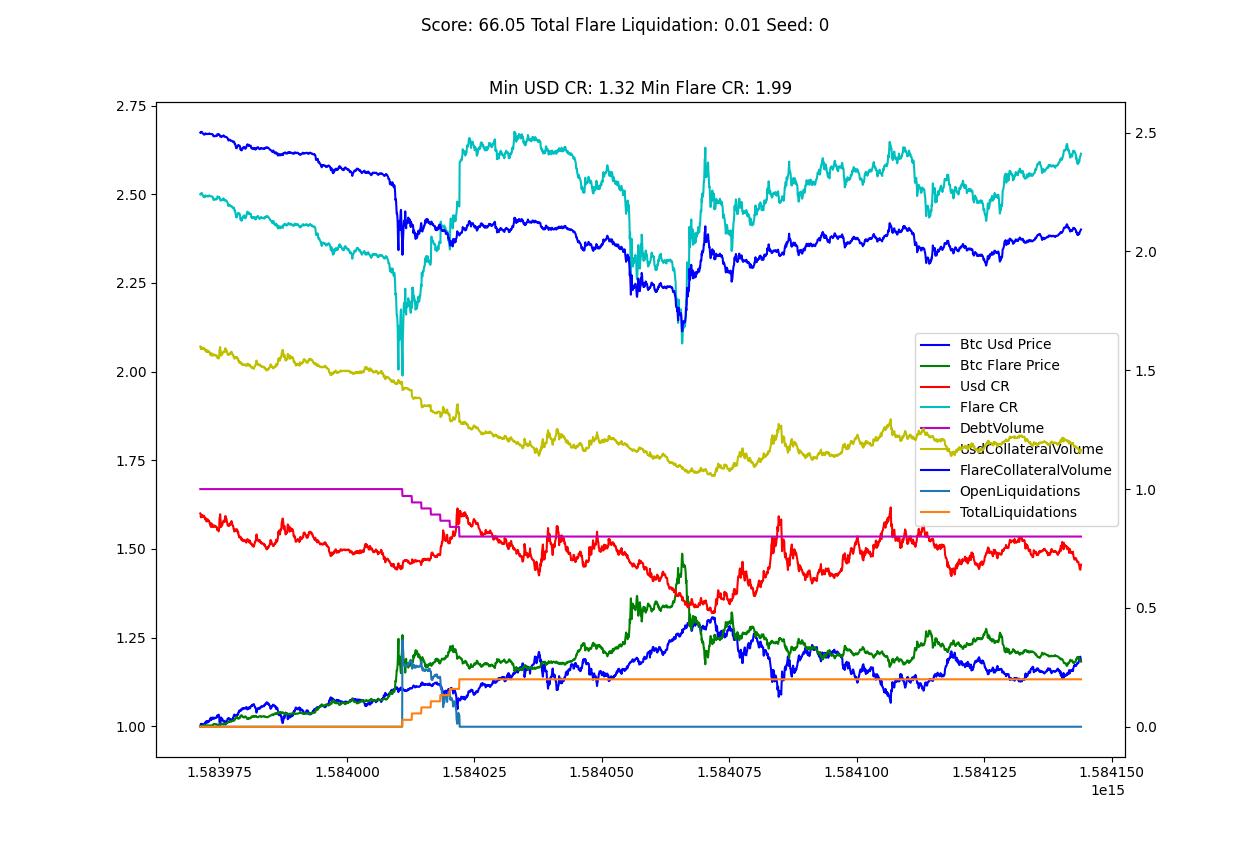 Score: 66.05 Total Flare Liquidation: 0.01 Seed: 0
Min USD CR: 1.32 Min Flare CR: 1.99
2.75
2.50
2.25
2.00
1.75
1.50
1.25
1.00
2.5
2.0
1.5
1.0
0.5
0.0
Btc Usd Price
Btc Flare Price
Usd CR
Flare CR
DebtVolume
UsdCollateralVolume
FlareCollateralVolume
OpenLiquidations
TotalLiquidations
1.583975 1.584000 1.584025 1.584050 1.584075 1.584100 1.584125 1.584150
1e15